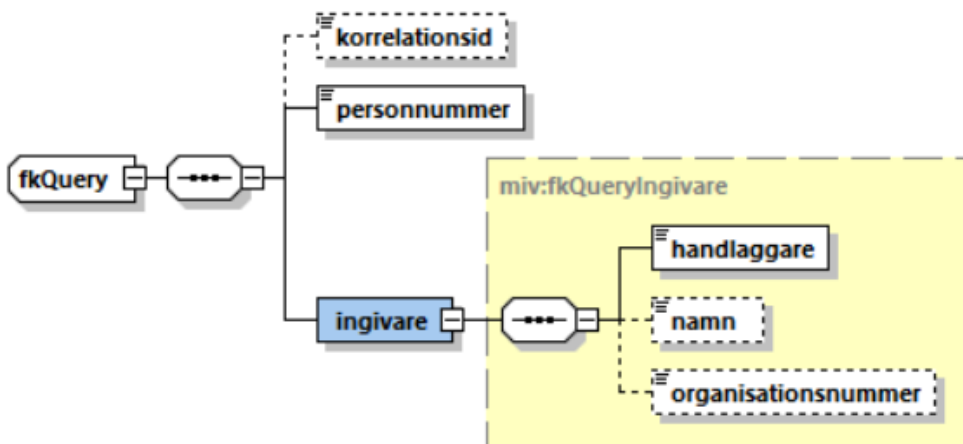 korrelationsid
personnummer
fkQuery
miv:fkQueryIngivare
handlaggare
ingivare
namn
organisationsnummer